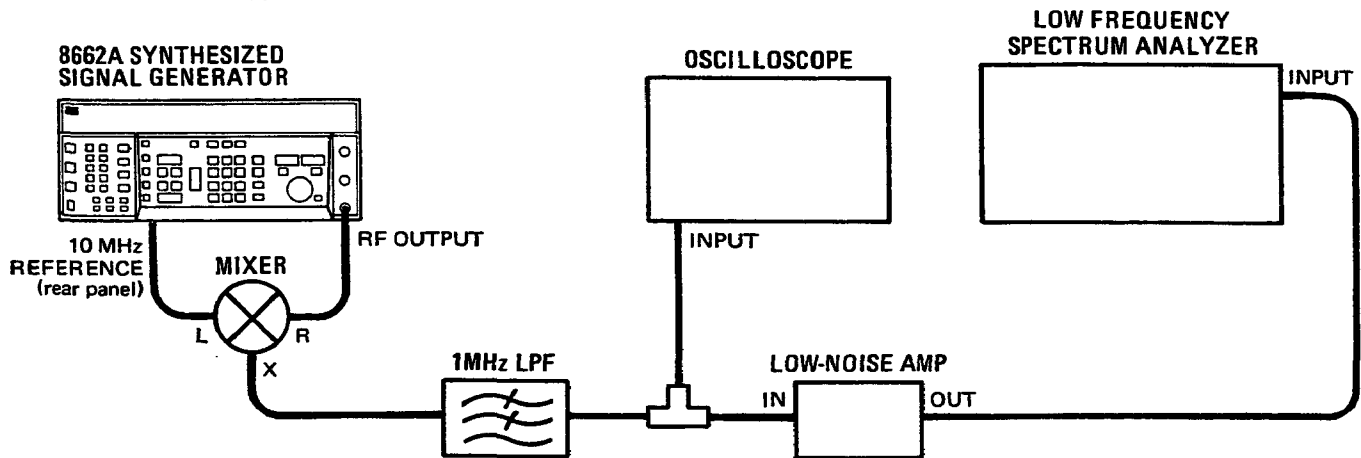 8662A SYNTHESIZED
SIGNAL GENERATOR
OSCILLOSCOPE
LOW FREQUENCY
SPECTRUM ANALYZER
INPUT
10 MHz
REFERENCE
(rear panel)
MIXER
RF OUTPUT
L
R
X
INPUT
1MHz LPF
LOW-NOISE AMP
IN
OUT